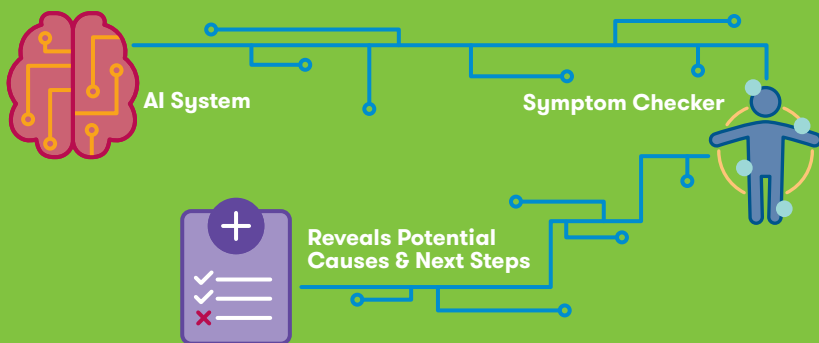 AI System
Symptom Checker
Reveals Potential
Causes & Next Steps